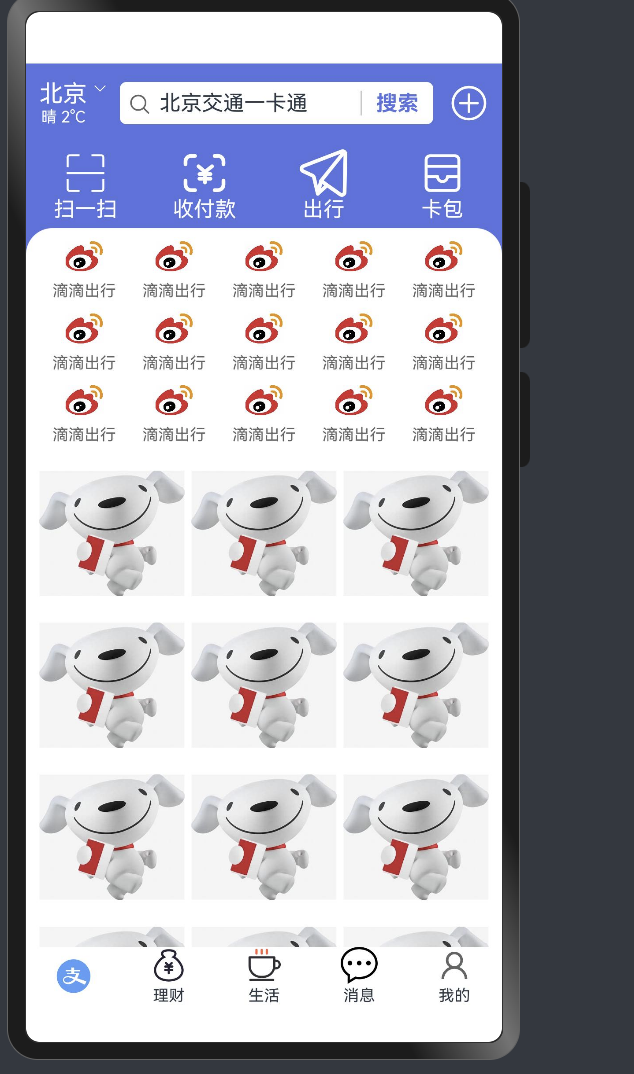 北京
晴 2℃
北京交通一卡通 搜索
扫一扫 收付款 出行 卡包
滴滴出行 滴滴出行 滴滴出行 滴滴出行 滴滴出行
滴滴出行 滴滴出行 滴滴出行 滴滴出行 滴滴出行
滴滴出行 滴滴出行 滴滴出行 滴滴出行 滴滴出行
支
理财 生活 消息 我的